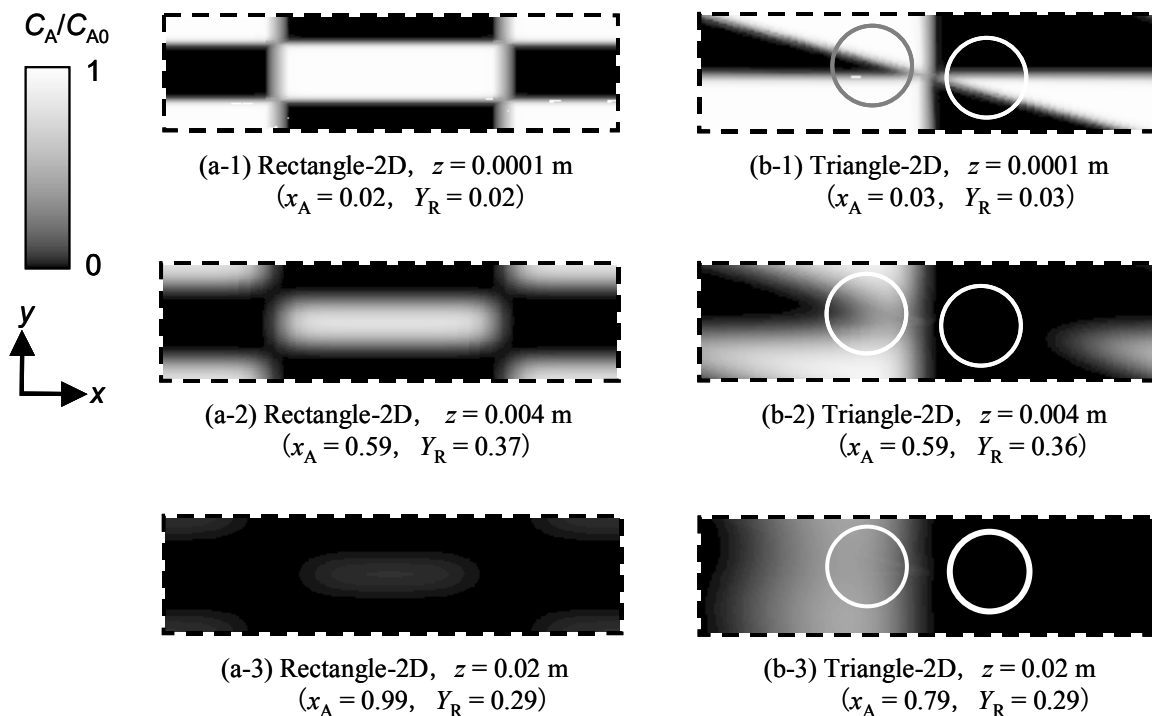 C_A/C_A0
1
0
y
x
(a-1) Rectangle-2D, z = 0.0001 m
(x_A = 0.02, Y_R = 0.02)
(b-1) Triangle-2D, z = 0.0001 m
(x_A = 0.03, Y_R = 0.03)
(a-2) Rectangle-2D, z = 0.004 m
(x_A = 0.59, Y_R = 0.37)
(b-2) Triangle-2D, z = 0.004 m
(x_A = 0.59, Y_R = 0.36)
(a-3) Rectangle-2D, z = 0.02 m
(x_A = 0.99, Y_R = 0.29)
(b-3) Triangle-2D, z = 0.02 m
(x_A = 0.79, Y_R = 0.29)